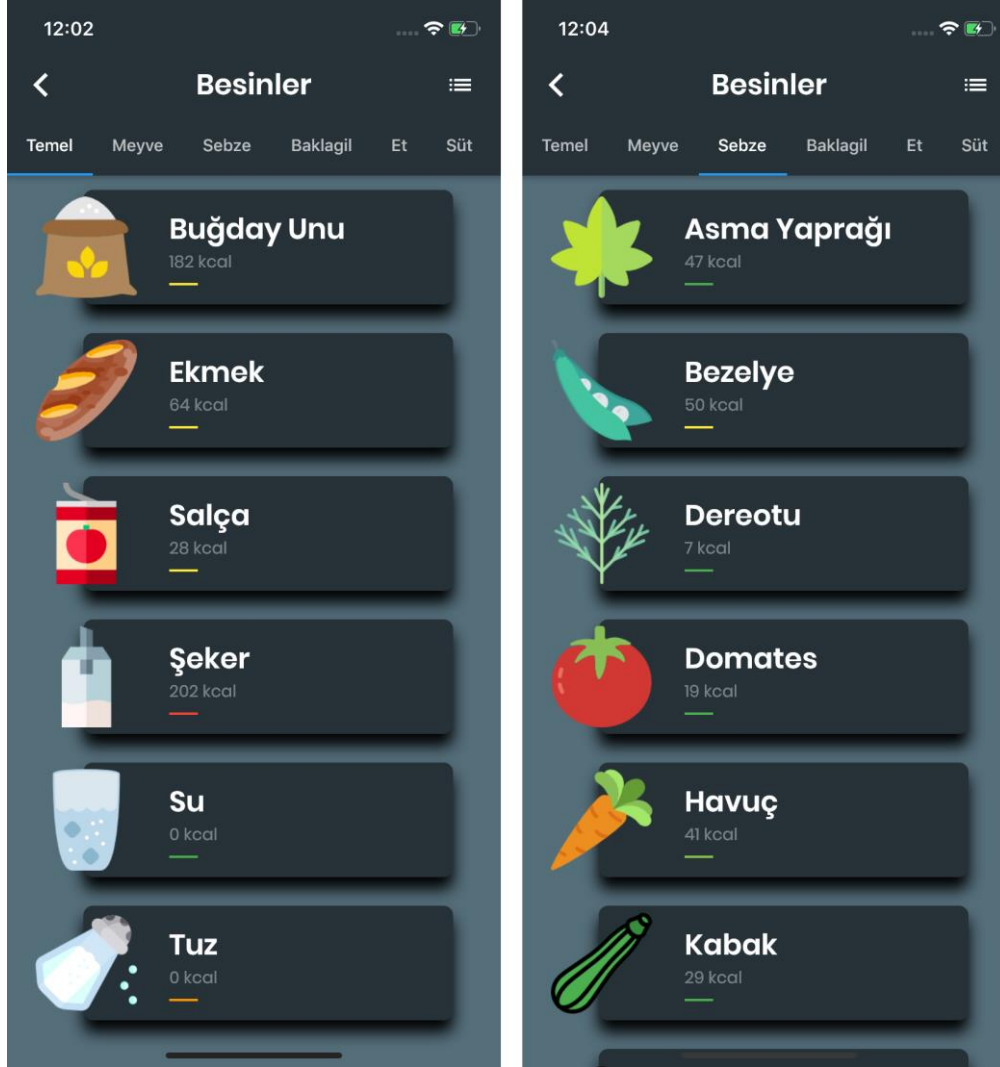 12:02
Besinler
Temel Meyve Sebze Baklagil Et Süt
Buğday Unu
182 kcal
Ekmek
64 kcal
Salça
28 kcal
Şeker
202 kcal
Su
0 kcal
Tuz
0 kcal
12:04
Besinler
Temel Meyve Sebze Baklagil Et Süt
Asma Yaprağı
47 kcal
Bezelye
50 kcal
Dereotu
7 kcal
Domates
19 kcal
Havuç
41 kcal
Kabak
29 kcal